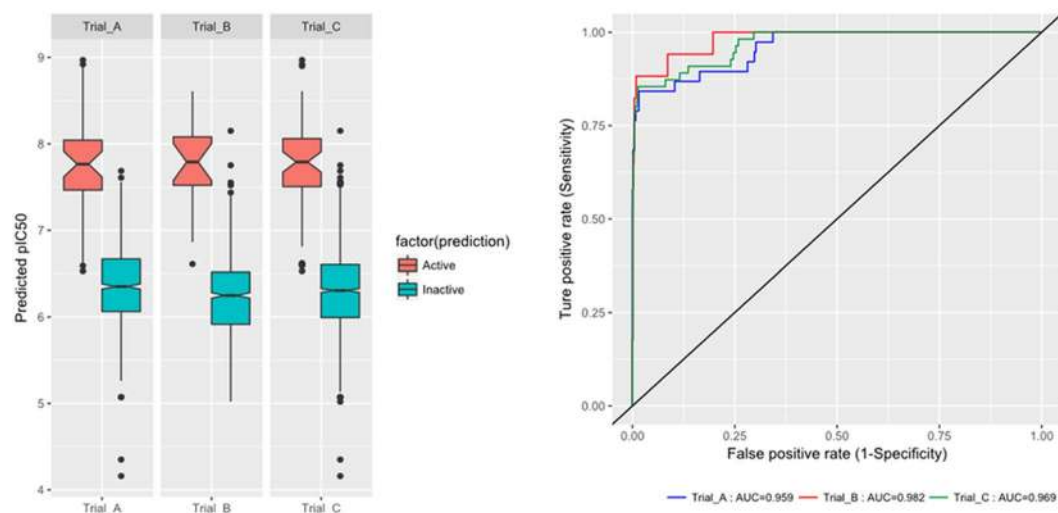 Trial_A Trial_B Trial_C
9
8
7
6
5
4
Predicted pIC50
Trial_A Trial_B Trial_C
factor(prediction)
Active
Inactive
1.00
0.75
0.50
0.25
0.00
Ture positive rate (Sensitivity)
0.00 0.25 0.50 0.75 1.00
False positive rate (1-Specificity)
Trial_A : AUC=0.959 Trial_B : AUC=0.982 Trial_C : AUC=0.969